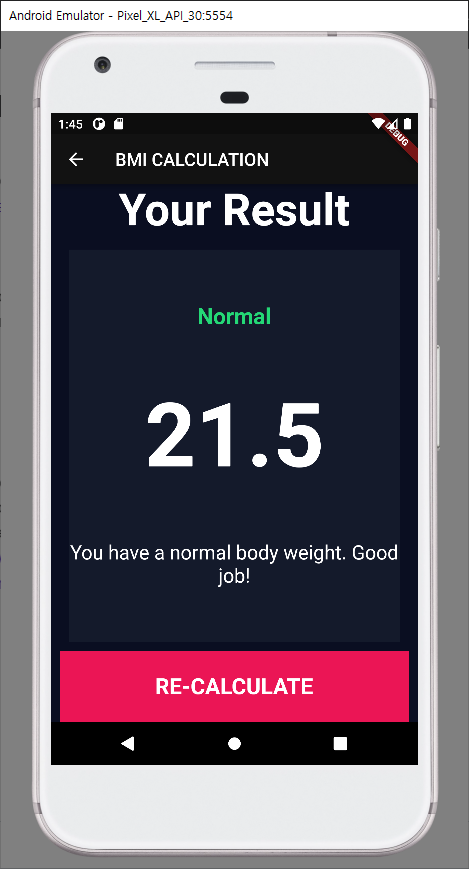 Android Emulator - Pixel_XL_API_30:5554
1:45
DEBUG
BMI CALCULATION
Your Result
Normal
21.5
You have a normal body weight. Good
job!
RE-CALCULATE